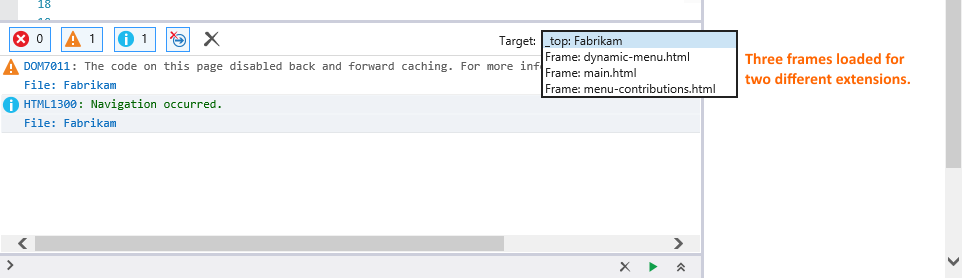 18
0 1 1 Target: _top: Fabrikam
DOM7011: The code on this page disabled back and forward caching. For more Frame: dynamic-menu.html
Frame: main.html
File: Fabrikam Frame: menu-contributions.html
HTML1300: Navigation occurred.
File: Fabrikam
Three frames loaded for
two different extensions.